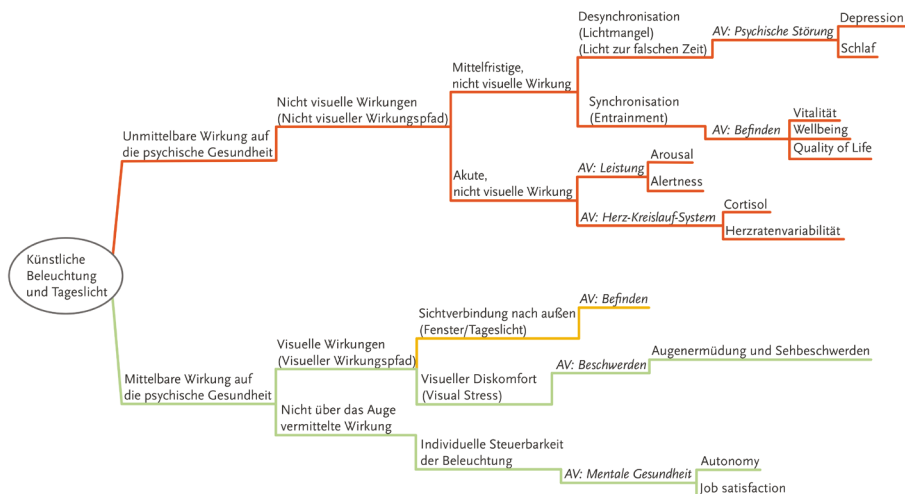 Künstliche
Beleuchtung
und Tageslicht
Unmittelbare Wirkung auf
die psychische Gesundheit
Nicht visuelle Wirkungen
(Nicht visueller Wirkungspfad)
Mittelfristige,
nicht visuelle Wirkung
Desynchronisation
(Lichtmangel)
(Licht zur falschen Zeit)
AV: Psychische Störung
Depression
Schlaf
Synchronisation
(Entrainment)
AV: Befinden
Vitalität
Wellbeing
Quality of Life
Akute,
nicht visuelle Wirkung
AV: Leistung
Arousal
Alertness
AV: Herz-Kreislauf-System
Cortisol
Herzratenvariabilität
Mittelbare Wirkung auf
die psychische Gesundheit
Visuelle Wirkungen
(Visueller Wirkungspfad)
Sichtverbindung nach außen
(Fenster/Tageslicht)
AV: Befinden
Visueller Diskomfort
(Visual Stress)
AV: Beschwerden
Augenermüdung und Sehbeschwerden
Nicht über das Auge
vermittelte Wirkung
Individuelle Steuerbarkeit
der Beleuchtung
AV: Mentale Gesundheit
Autonomy
Job satisfaction